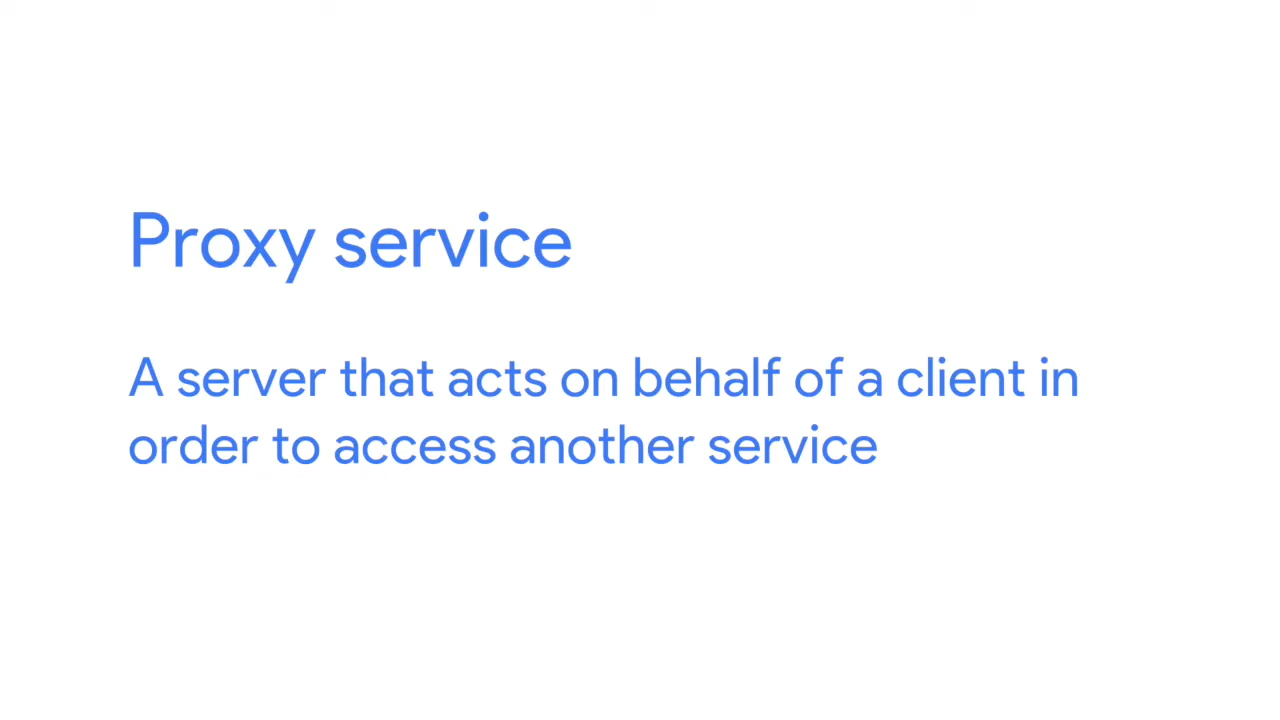 Proxy service
A server that acts on behalf of a client in
order to access another service